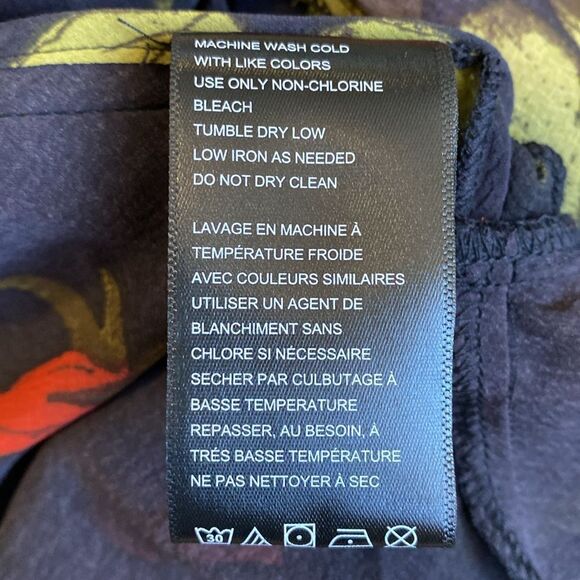 MACHINE WASH COLD
WITH LIKE COLORS
USE ONLY NON-CHLORINE
BLEACH
TUMBLE DRY LOW
LOW IRON AS NEEDED
DO NOT DRY CLEAN
LAVAGE EN MACHINE À
TEMPÉRATURE FROIDE
AVEC COULEURS SIMILAIRES
UTILISER UN AGENT DE
BLANCHIMENT SANS
CHLORE SI NÉCESSAIRE
SECHER PAR CULBUTAGE À
BASSE TEMPERATURE
REPASSER, AU BESOIN, À
TRÉS BASSE TEMPÉRATURE
NE PAS NETTOYER À SEC
30